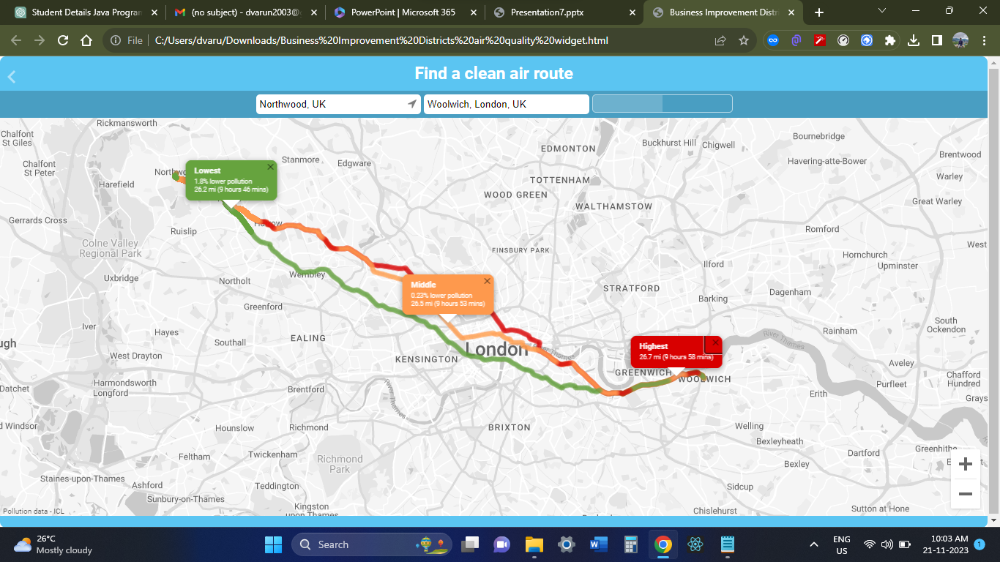 Student Details Java Program
(no subject) - dvarun2003@
PowerPoint | Microsoft 365
Presentation7.pptx
Business Improvement Distr
File
C:/Users/dvaru/Downloads/Business%20Improvement%20Districts%20air%20quality%20widget.html
Find a clean air route
Northwood, UK
Woolwich, London, UK
Rickmansworth
Chalfont
St Giles
Bournebridge
Buckhurst Hill
Chigwell
EDMONTON
Brentwood
Stanmore
Edgware
Havering-atte-Bower
Chalfont
St Peter
Northwo
Harefield
TOTTENHAM
Warley
Lowest
1.8% lower pollution
26.2 mi (9 hours 46 mins)
WOOD GREEN
WALTHAMSTOW
Great Warley
Gerrards Cross
Harrow
Ruislip
Romford
Colne Valley
Regional Park
FINSBURY PARK
West
Hornchurch
Ilford
Upminster
Uxbridge
Northolt
Wembley
Middle
0.23% lower pollution
26.5 mi (9 hours 53 mins)
STRATFORD
Dagenham
Barking
Greenford
Iver
Hayes
EALING
South
Ockendon
Rainham
Southall
River Thames
ugh
London
River Thames
Highest
26.7 mi (9 hours 58 mins)
West Drayton
KENSINGTON
Aveley
GREENWICH
WOOLWICH
Chafford
Hundred
Datchet
Harmondsworth
Longford
Brentford
River Thames
Purfleet
Erith
Grays
d Windsor
Hounslow
Richmond
BRIXTON
Welling
Bexleyheath
Greenhithe
Feltham
Twickenham
Richmond
Park
Dartford
Bexley
Staines-upon-Thames
Ashford
Teddington
Sidcup
Sunbury-on-Thames
Kingston
upon Thames
Chislehurst
Sutton at Hone
Pollution data - ICL
26°C
Mostly cloudy
Search
ENG
US
10:03 AM
21-11-2023
1